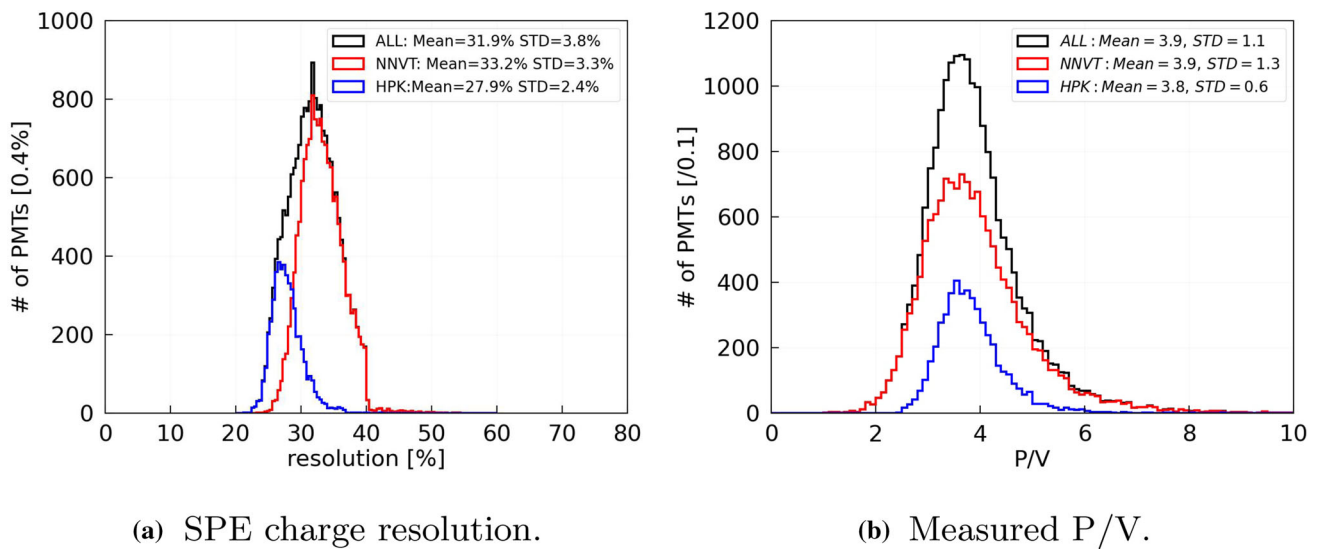 1000
800
600
400
200
0
# of PMTs [0.4%]
ALL: Mean=31.9% STD=3.8%
NNVT: Mean=33.2% STD=3.3%
HPK:Mean=27.9% STD=2.4%
0 10 20 30 40 50 60 70 80
resolution [%]
(a) SPE charge resolution.
1200
1000
800
600
400
200
0
# of PMTs [/0.1]
ALL : Mean = 3.9, STD = 1.1
NNVT : Mean = 3.9, STD = 1.3
HPK : Mean = 3.8, STD = 0.6
0 2 4 6 8 10
P/V
(b) Measured P/V.